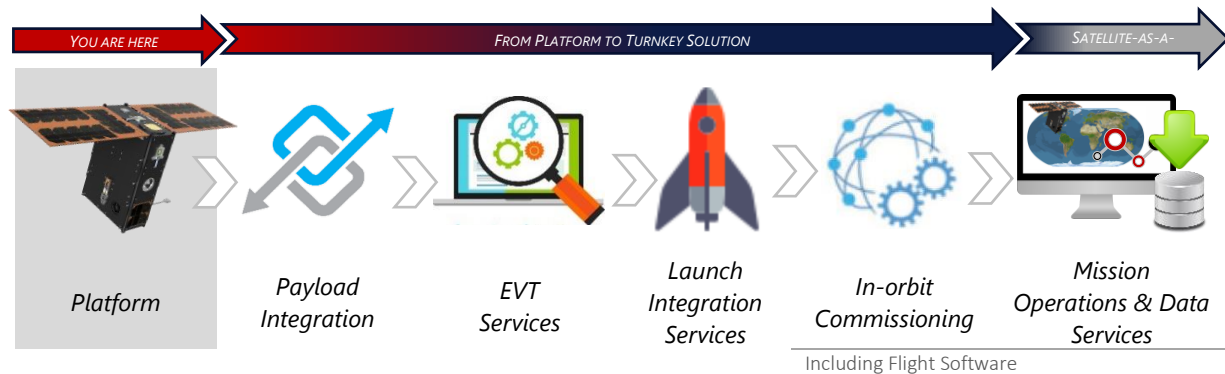 YOU ARE HERE
FROM PLATFORM TO TURNKEY SOLUTION
SATELLITE-AS-A-
Platform
Payload
Integration
EVT
Services
Launch
Integration
Services
In-orbit
Commissioning
Mission
Operations & Data
Services
Including Flight Software